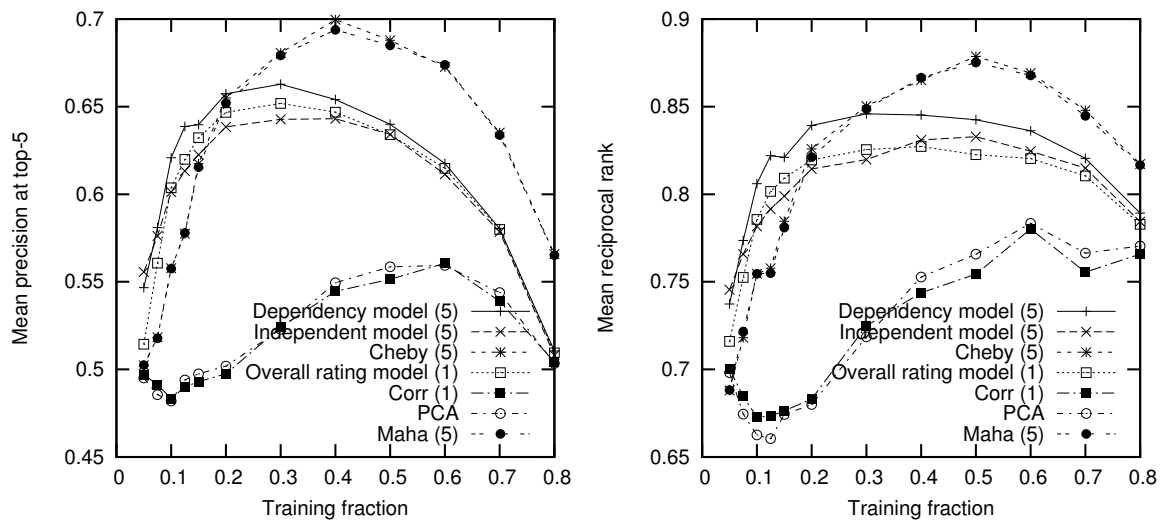 0.7
0.65
0.6
0.55
0.5
0.45
Mean precision at top-5
Dependency model (5)
Independent model (5)
Cheby (5)
Overall rating model (1)
Corr (1)
PCA
Maha (5)
0 0.1 0.2 0.3 0.4 0.5 0.6 0.7 0.8
Training fraction
0.9
0.85
0.8
0.75
0.7
0.65
Mean reciprocal rank
Dependency model (5)
Independent model (5)
Cheby (5)
Overall rating model (1)
Corr (1)
PCA
Maha (5)
0 0.1 0.2 0.3 0.4 0.5 0.6 0.7 0.8
Training fraction